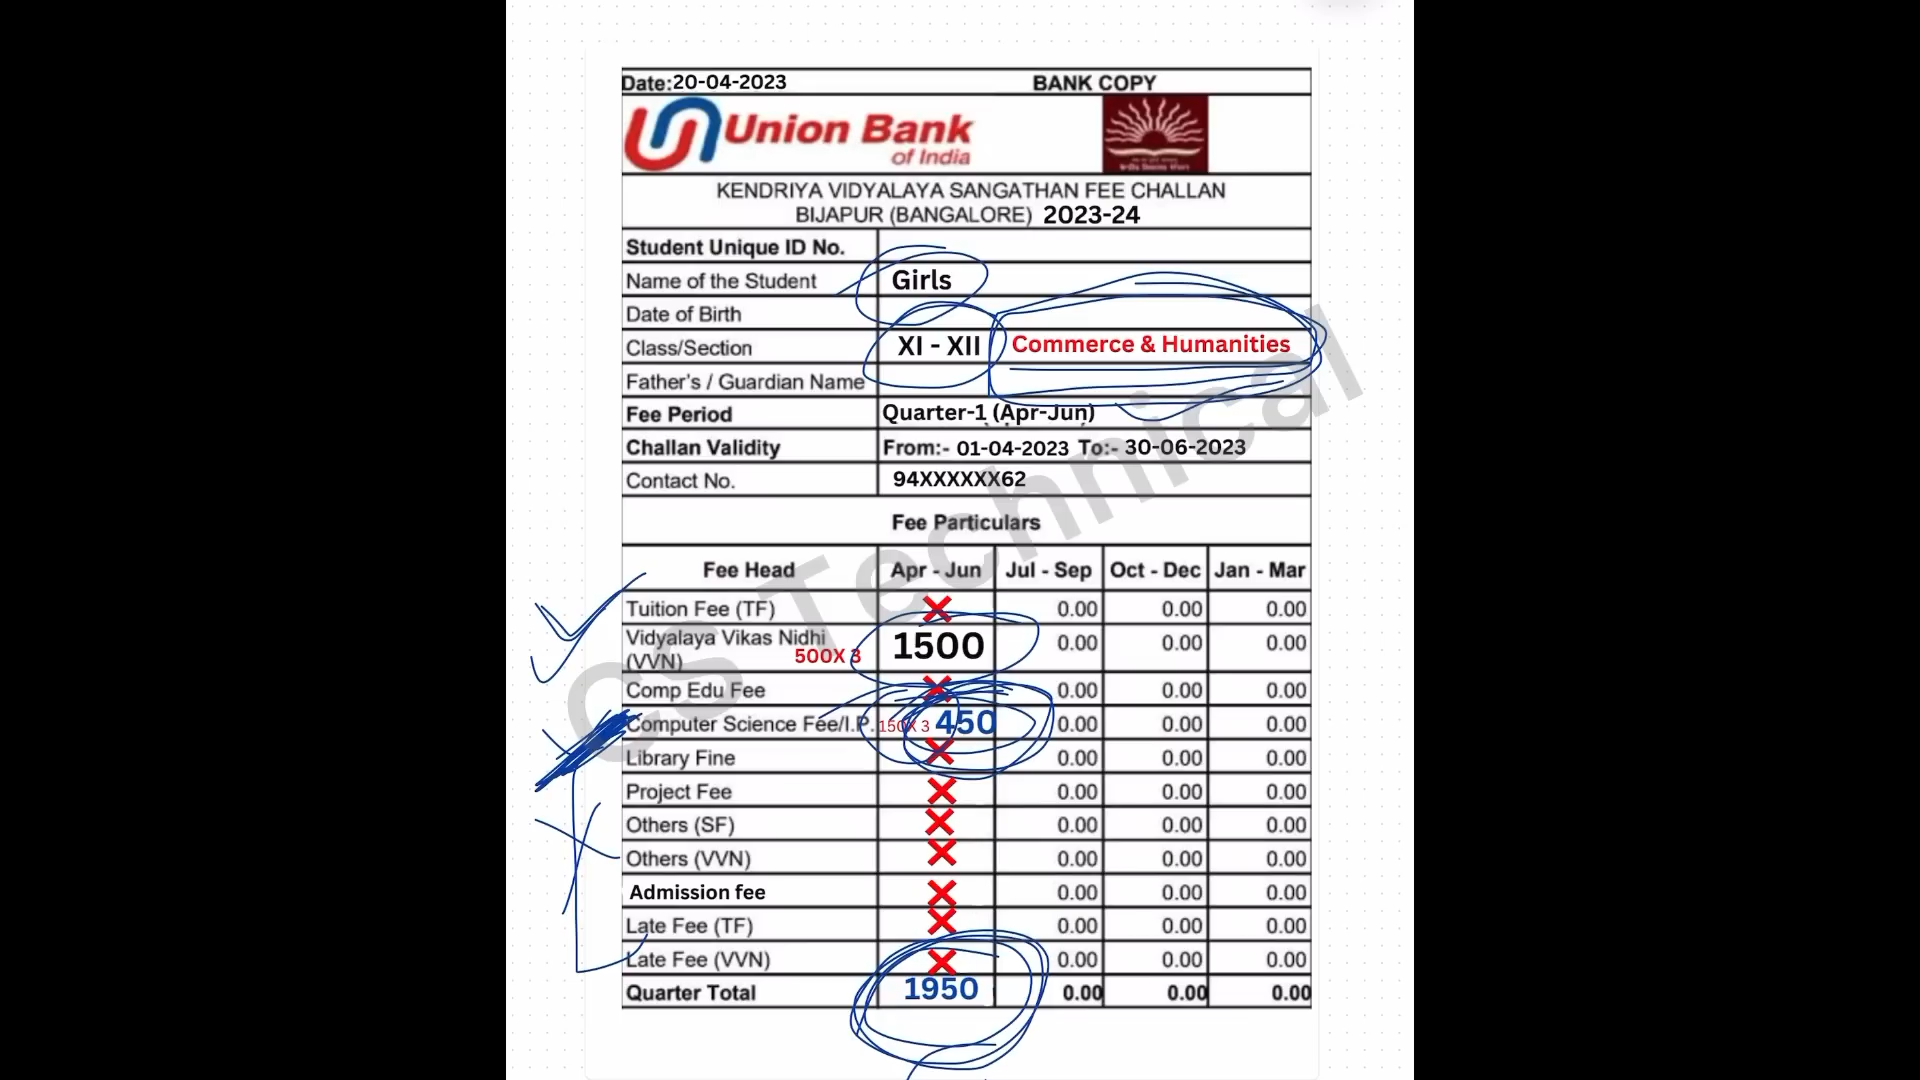 Date:20-04-2023 BANK COPY
Union Bank
of India
KENDRIYA VIDYALAYA SANGATHAN FEE CHALLAN
BIJAPUR (BANGALORE) 2023-24
Student Unique ID No.
Name of the Student Girls
Date of Birth
Class/Section XI - XII Commerce & Humanities
Father's / Guardian Name
Fee Period Quarter-1 (Apr-Jun)
Challan Validity From:- 01-04-2023 To:- 30-06-2023
Contact No. 94XXXXXX62
Fee Particulars
Fee Head Apr - Jun Jul - Sep Oct - Dec Jan - Mar
Tuition Fee (TF) ❌ 0.00 0.00 0.00
Vidyalaya Vikas Nidhi
(VVN) 500X 3 1500 0.00 0.00 0.00
Comp Edu Fee ❌ 0.00 0.00 0.00
Computer Science Fee/I.P. 150X 3 450 0.00 0.00 0.00
Library Fine ❌ 0.00 0.00 0.00
Project Fee ❌ 0.00 0.00 0.00
Others (SF) ❌ 0.00 0.00 0.00
Others (VVN) ❌ 0.00 0.00 0.00
Admission fee ❌ 0.00 0.00 0.00
Late Fee (TF) ❌ 0.00 0.00 0.00
Late Fee (VVN) ❌ 0.00 0.00 0.00
Quarter Total 1950 0.00 0.00 0.00
CS Technical